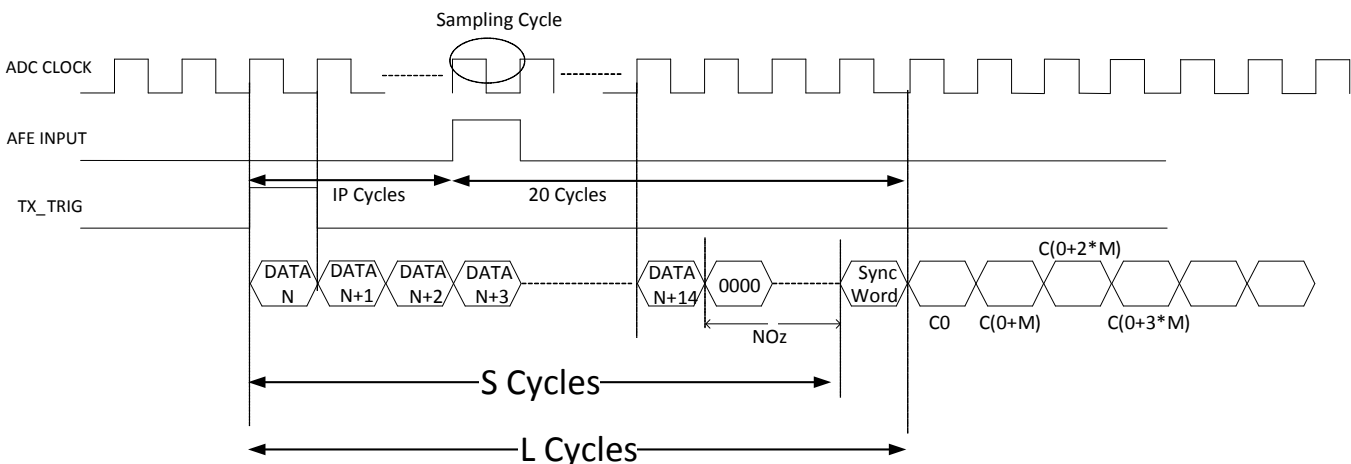 Sampling Cycle
ADC CLOCK
AFE INPUT
IP Cycles
20 Cycles
TX_TRIG
C(0+2*M)
DATA
N
DATA
N+1
DATA
N+2
DATA
N+3
DATA
N+14
0000
Sync
Word
C0
C(0+M)
C(0+3*M)
NOz
S Cycles
L Cycles